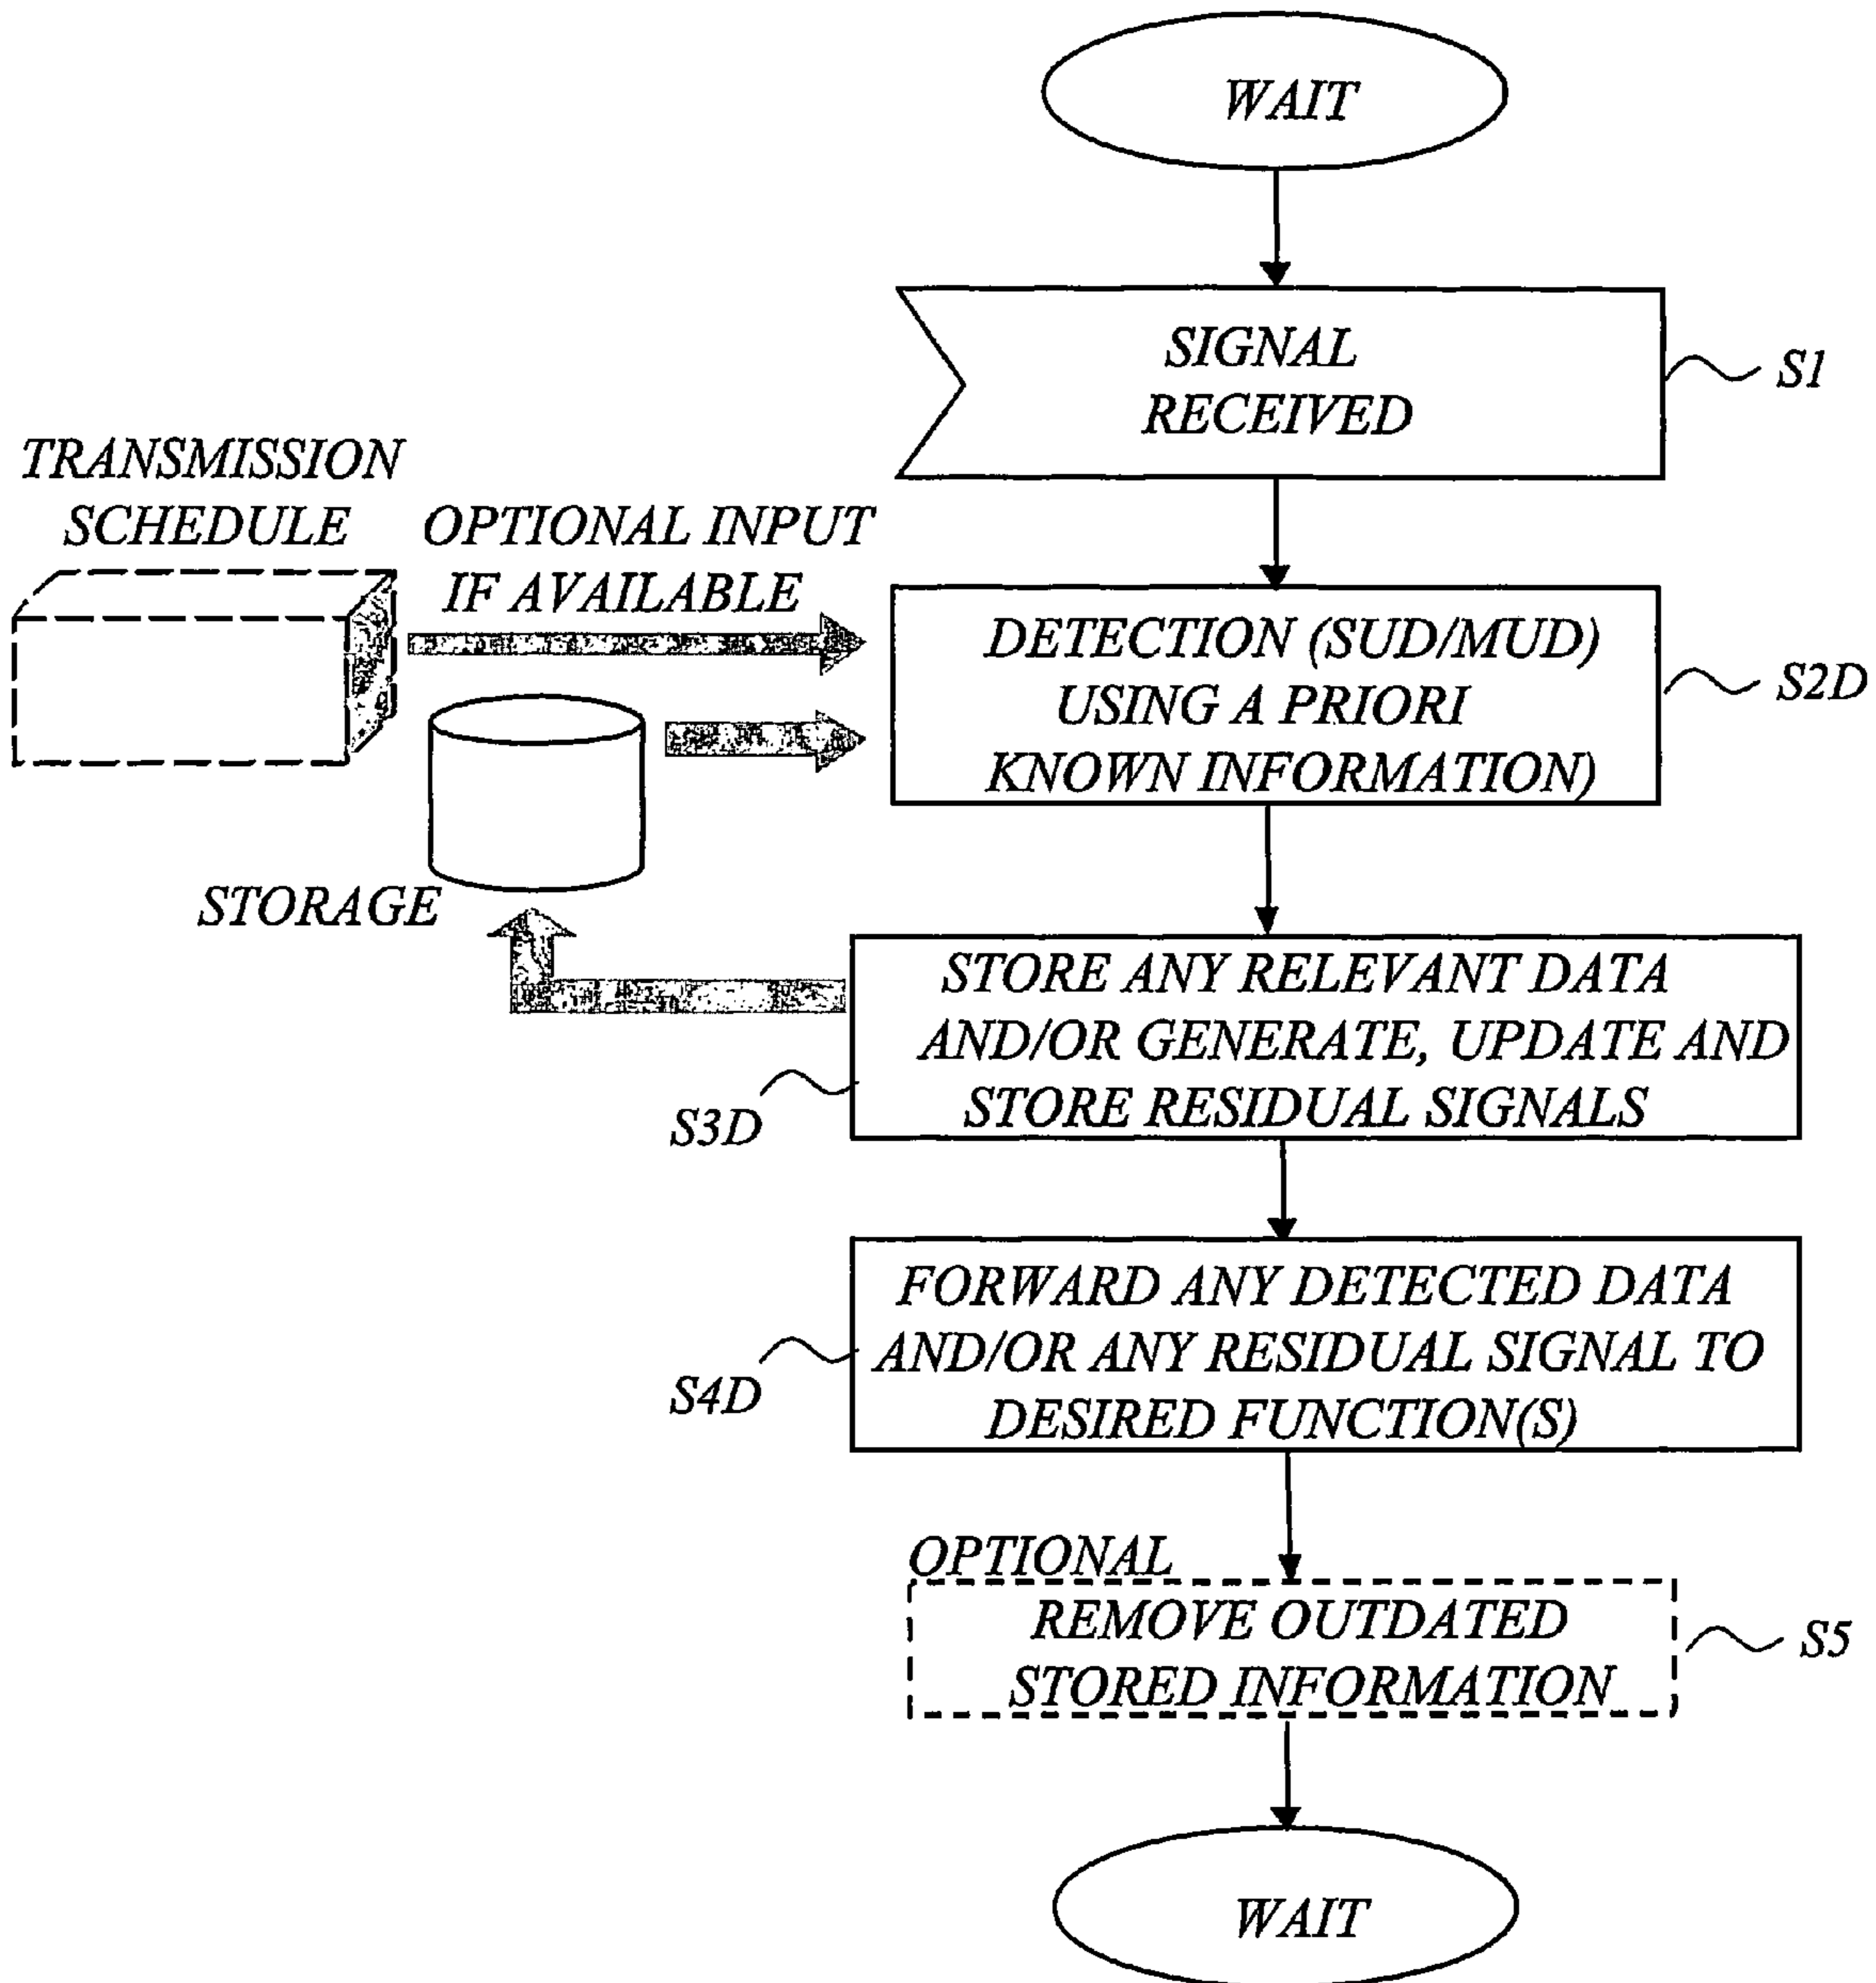 WAIT
SIGNAL
RECEIVED
S1
TRANSMISSION
SCHEDULE
OPTIONAL INPUT
IF AVAILABLE
DETECTION (SUD/MUD)
USING A PRIORI
KNOWN INFORMATION)
S2D
STORAGE
STORE ANY RELEVANT DATA
AND/OR GENERATE, UPDATE AND
STORE RESIDUAL SIGNALS
S3D
FORWARD ANY DETECTED DATA
AND/OR ANY RESIDUAL SIGNAL TO
DESIRED FUNCTION(S)
S4D
OPTIONAL
REMOVE OUTDATED
STORED INFORMATION
S5
WAIT